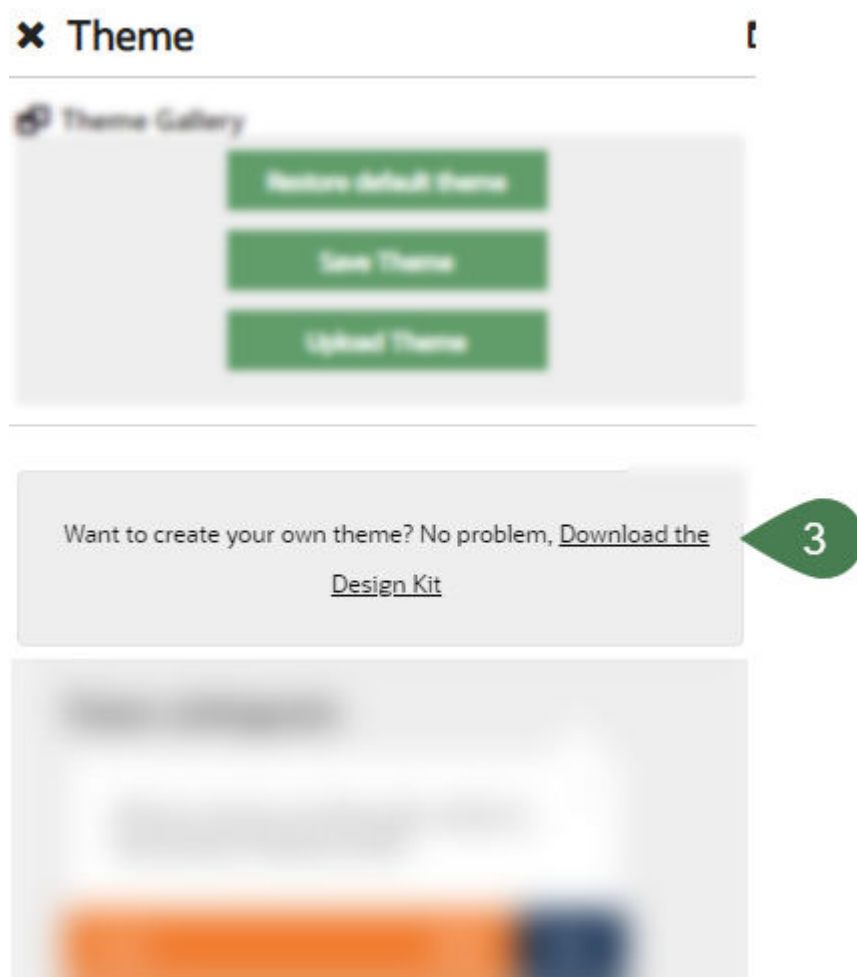 Theme
Theme Gallery
Restore default theme
Save Theme
Upload Theme
Want to create your own theme? No problem, Download the
Design Kit
3